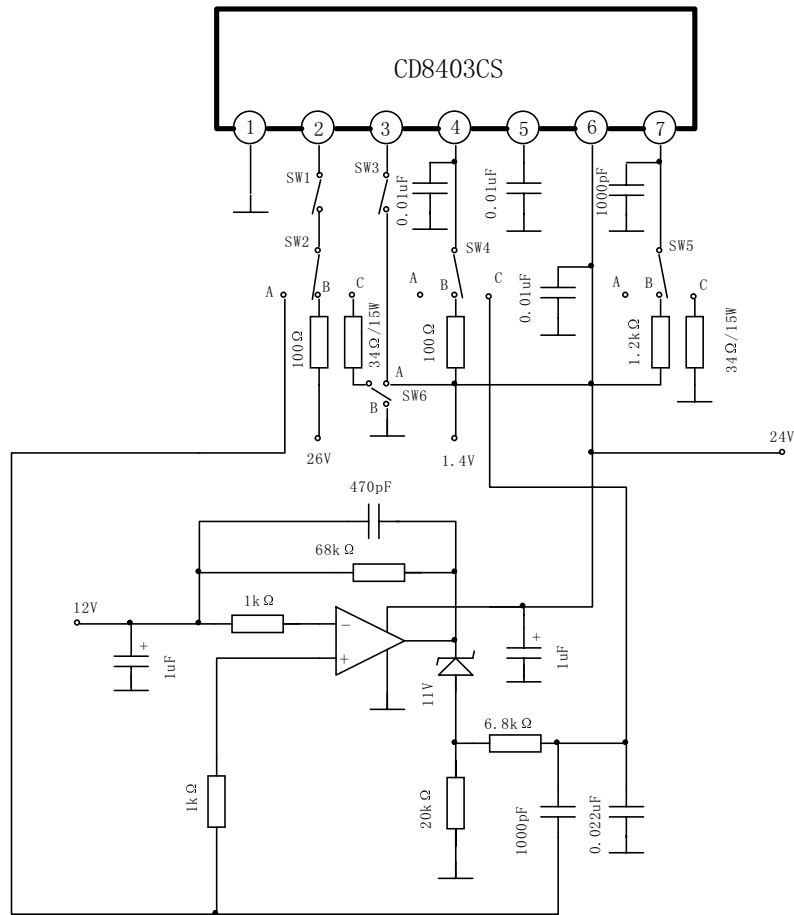 CD8403CS
1 2 3 4 5 6 7
SW1
SW3
0.01uF
0.01uF
1000pF
SW2
SW4
SW5
A B C
A B C
0.01uF
A B C
100Ω
34Ω/15W
100Ω
1.2kΩ
34Ω/15W
A
B
SW6
26V
1.4V
24V
470pF
68kΩ
12V
1kΩ
+
1uF
−
+
+
1uF
11V
6.8kΩ
1kΩ
20kΩ
1000pF
0.022uF